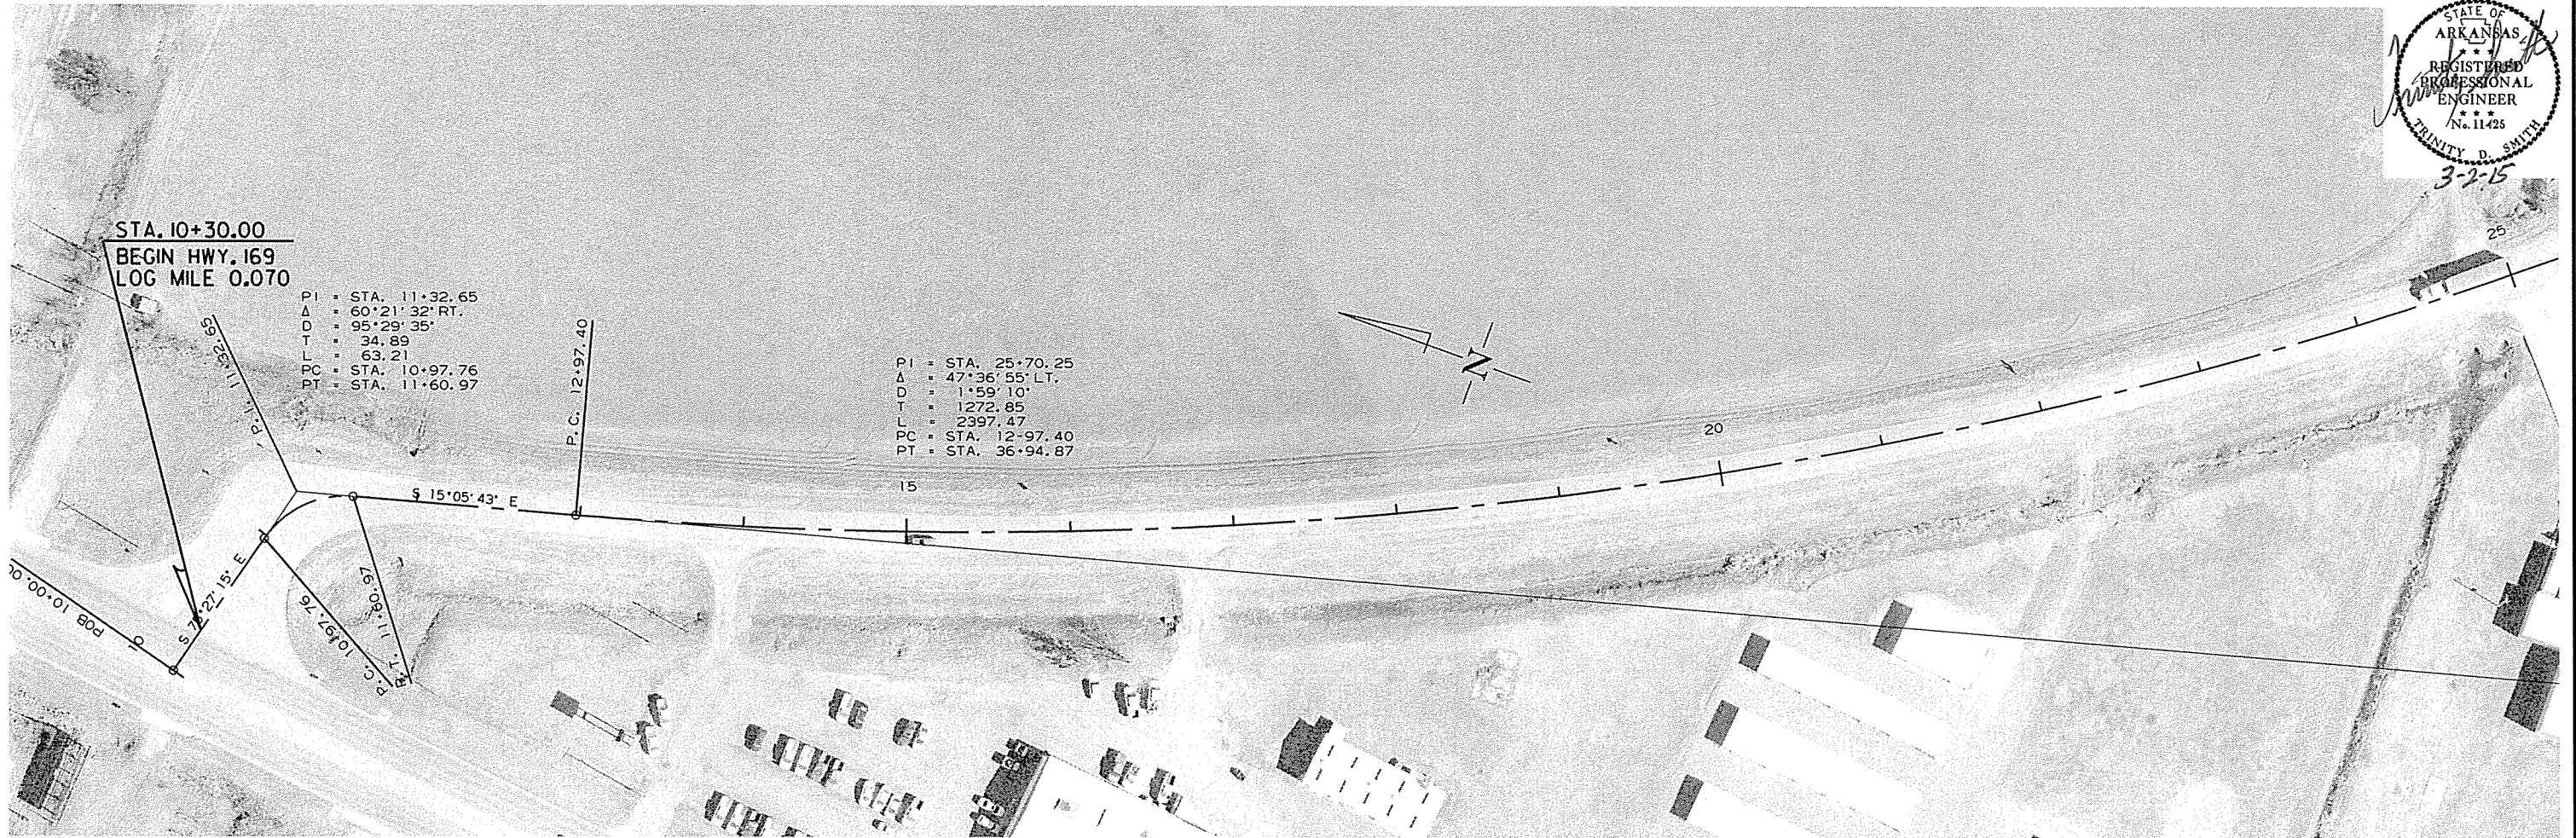 STATE OF
ARKANSAS
★ ★ ★
REGISTERED
PROFESSIONAL
ENGINEER
★ ★ ★
No. 11425
TRINITY D. SMITH
3-2-15
STA. 10+30.00
BEGIN HWY. 169
LOG MILE 0.070
PI = STA. 11+32.65
Δ = 60°21'32" RT.
D = 95°29'35"
T = 34.89
L = 63.21
PC = STA. 10+97.76
PT = STA. 11+60.97
P.I. 11+32.65
P.C. 12+97.40
PI = STA. 25+70.25
Δ = 47°36'55" LT.
D = 1°59'10"
T = 1272.85
L = 2397.47
PC = STA. 12+97.40
PT = STA. 36+94.87
N
25
20
15
S 15°05'43" E
S 75°27'15" E
P.C. 10+97.76
P.T. 11+60.97
POB 10+00.00
10